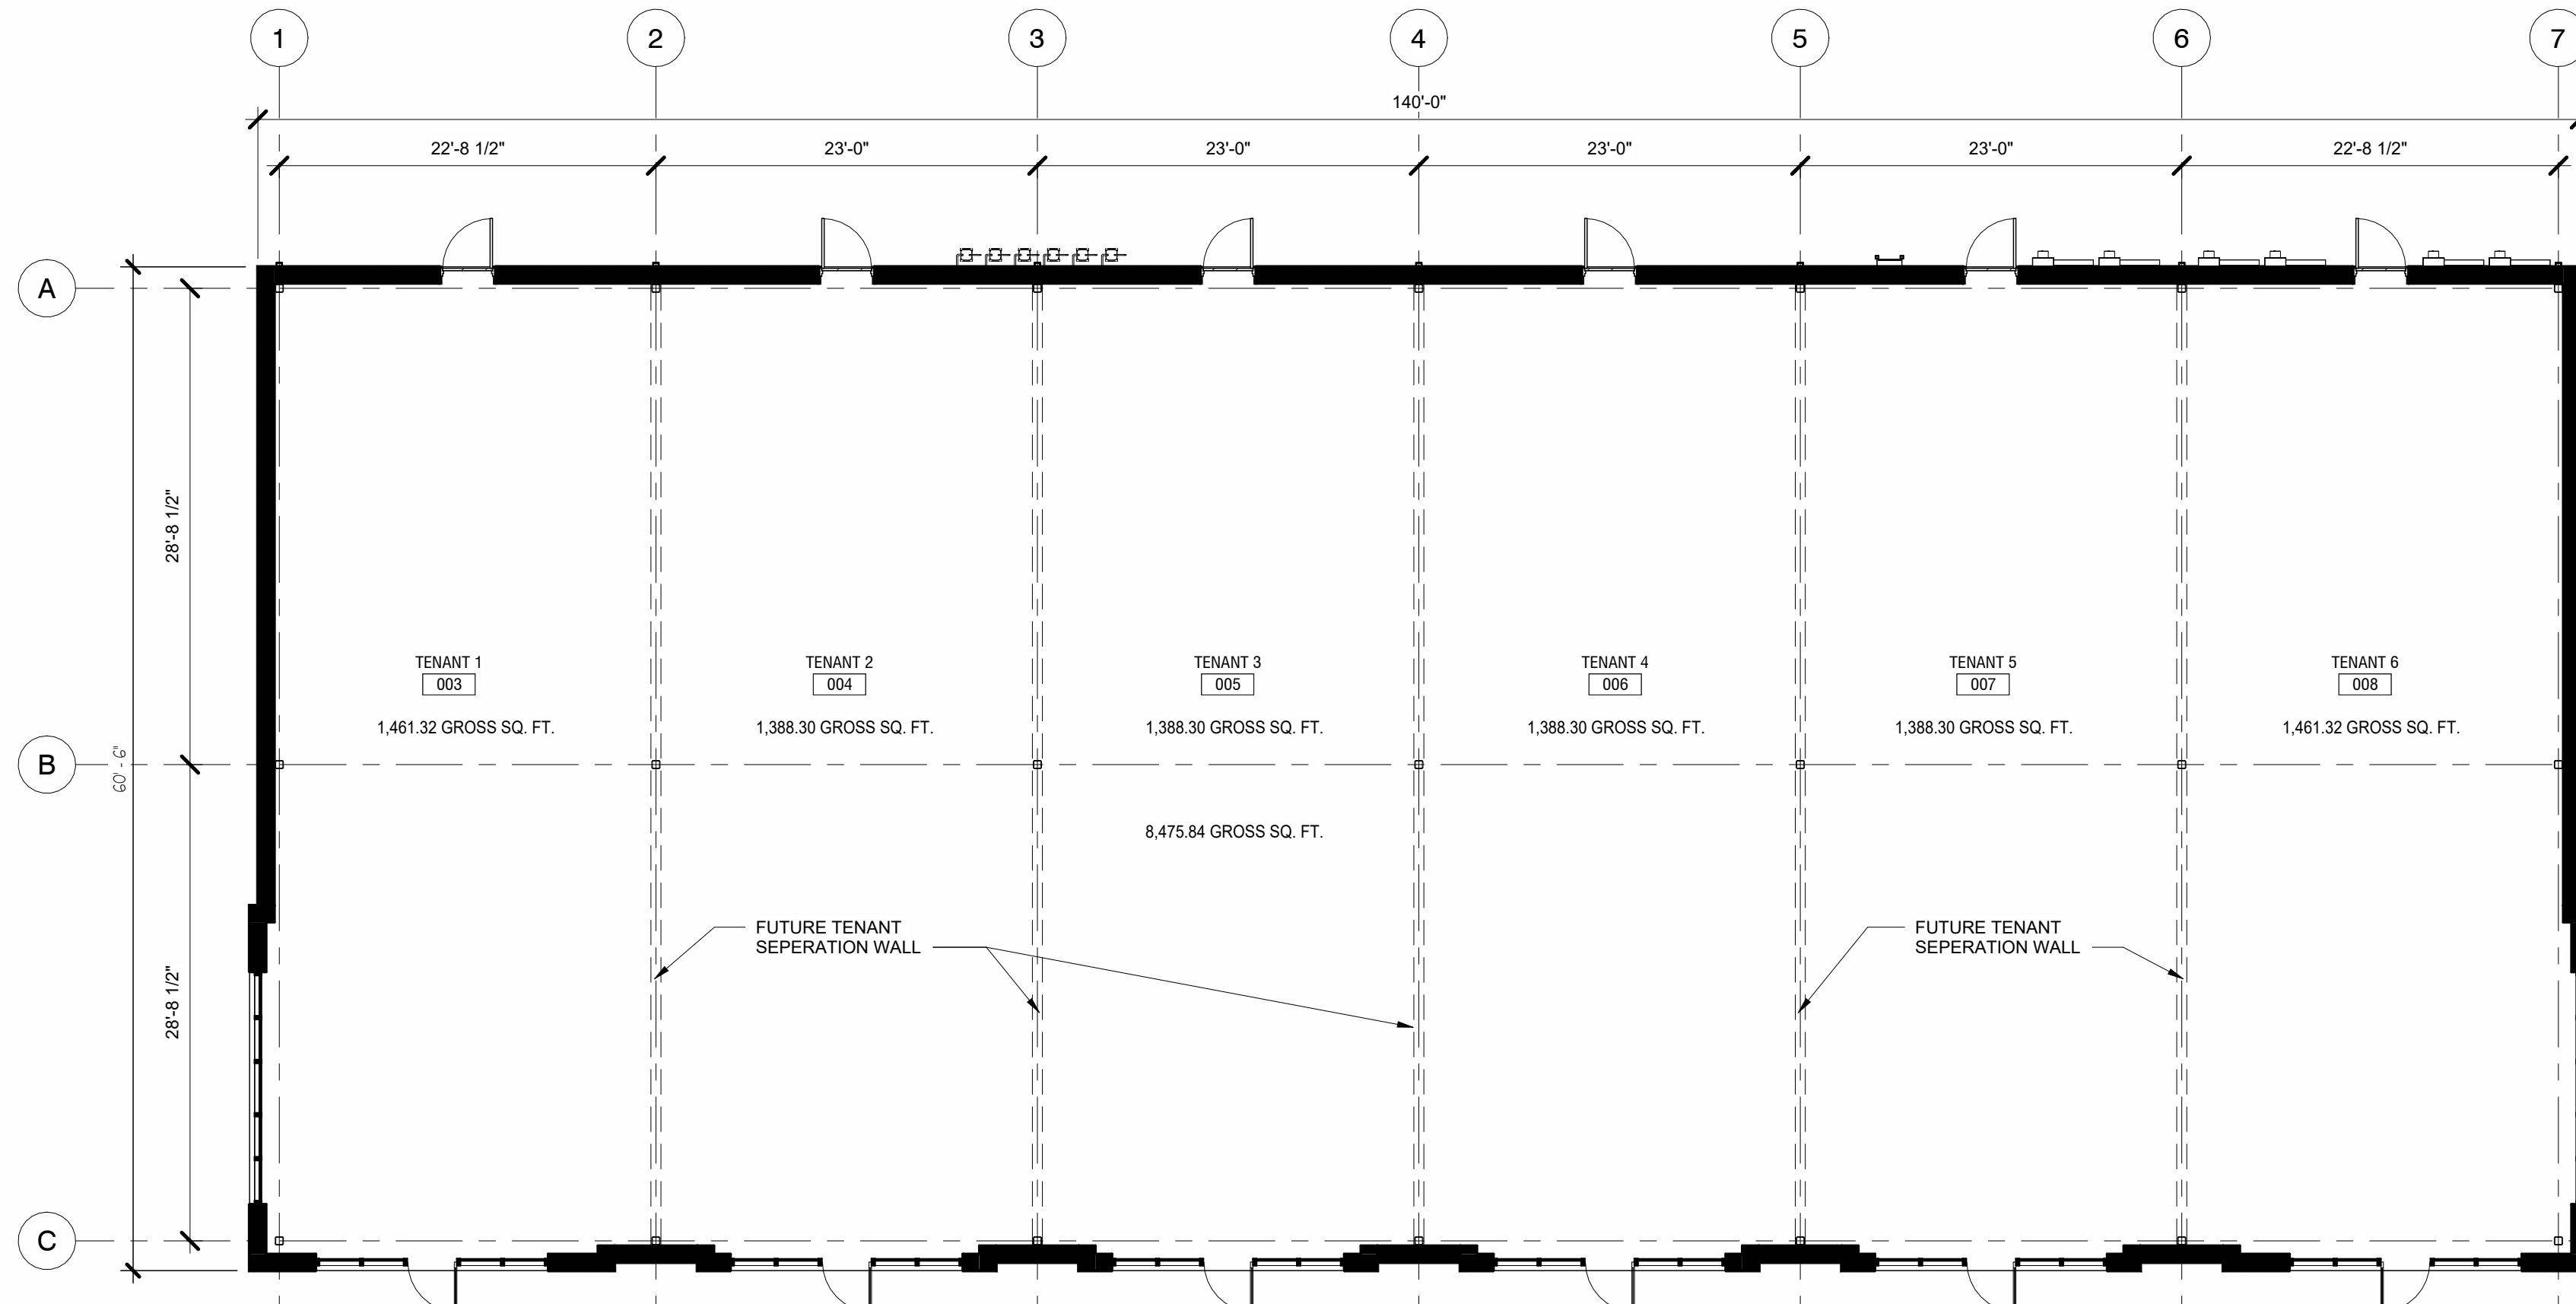 1 2 3 4 5 6 7
140'-0"
22'-8 1/2" 23'-0" 23'-0" 23'-0" 23'-0" 22'-8 1/2"
A
28'-8 1/2"
TENANT 1 TENANT 2 TENANT 3 TENANT 4 TENANT 5 TENANT 6
003 004 005 006 007 008
1,461.32 GROSS SQ. FT. 1,388.30 GROSS SQ. FT. 1,388.30 GROSS SQ. FT. 1,388.30 GROSS SQ. FT. 1,388.30 GROSS SQ. FT. 1,461.32 GROSS SQ. FT.
B
60' - 6"
8,475.84 GROSS SQ. FT.
FUTURE TENANT
SEPERATION WALL
FUTURE TENANT
SEPERATION WALL
28'-8 1/2"
C